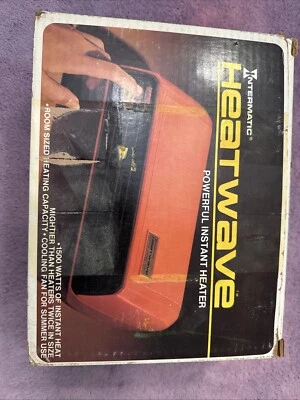 INTERMATIC®
Heatwave
POWERFUL INSTANT HEATER
• 1500 WATTS OF INSTANT HEAT
MIGHTIER THAN HEATERS TWICE IN SIZE
• ROOM SIZED HEATING CAPACITY • COOLING FAN FOR SUMMER USE